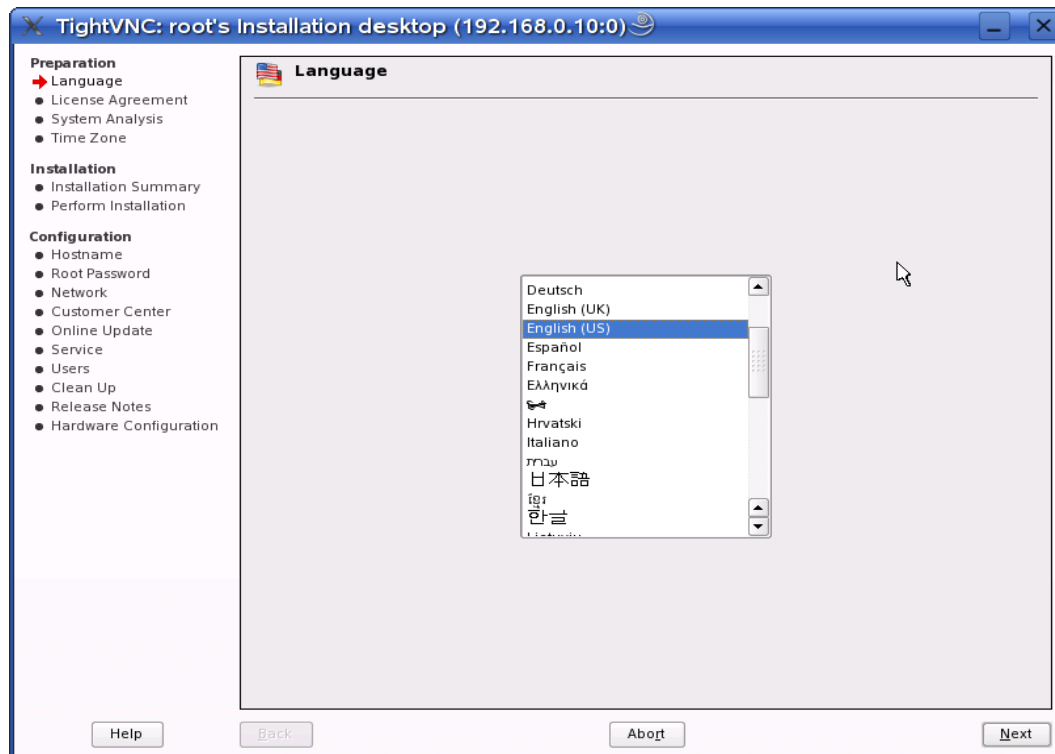 TightVNC: root's Installation desktop (192.168.0.10:0)
Preparation
Language
License Agreement
System Analysis
Time Zone
Installation
Installation Summary
Perform Installation
Configuration
Hostname
Root Password
Network
Customer Center
Online Update
Service
Users
Clean Up
Release Notes
Hardware Configuration
Language
Deutsch
English (UK)
English (US)
Español
Français
Ελληνικά
Hrvatski
Italiano
עברית
日本語
ខ្មែរ
한글
Help
Back
Abort
Next